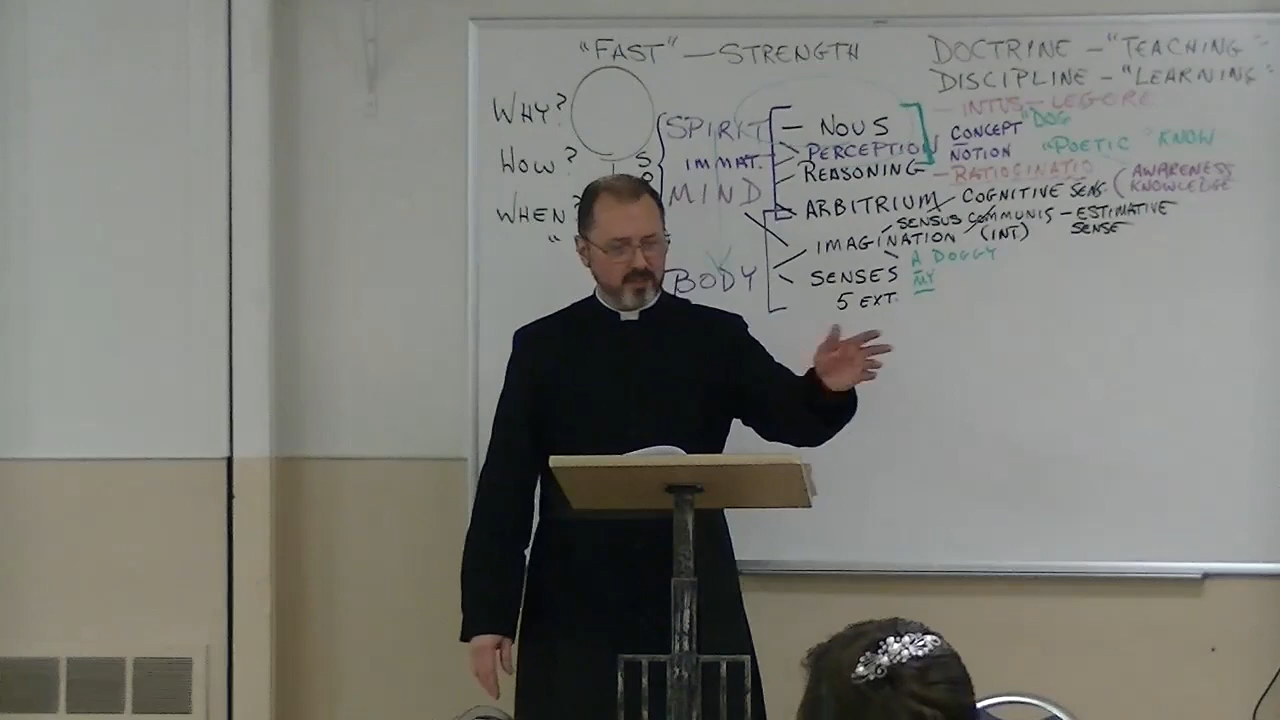 "FAST" — STRENGTH
DOCTRINE - "TEACHING"
DISCIPLINE - "LEARNING"
WHY?
HOW?
WHEN?
"
S
SPIRIT
IMMAT.
MIND
BODY
— NOUS
PERCEPTION
REASONING
ARBITRIUM
IMAGINATION (INT)
SENSES
5 EXT.
- INTUS - LEGERE
CONCEPT "DOG
NOTION
"POETIC" KNOW
- RATIOCINATIO
AWARENESS
KNOWLEDGE
COGNITIVE SENS.
SENSUS COMMUNIS - ESTIMATIVE
SENSE
A DOGGY
MY